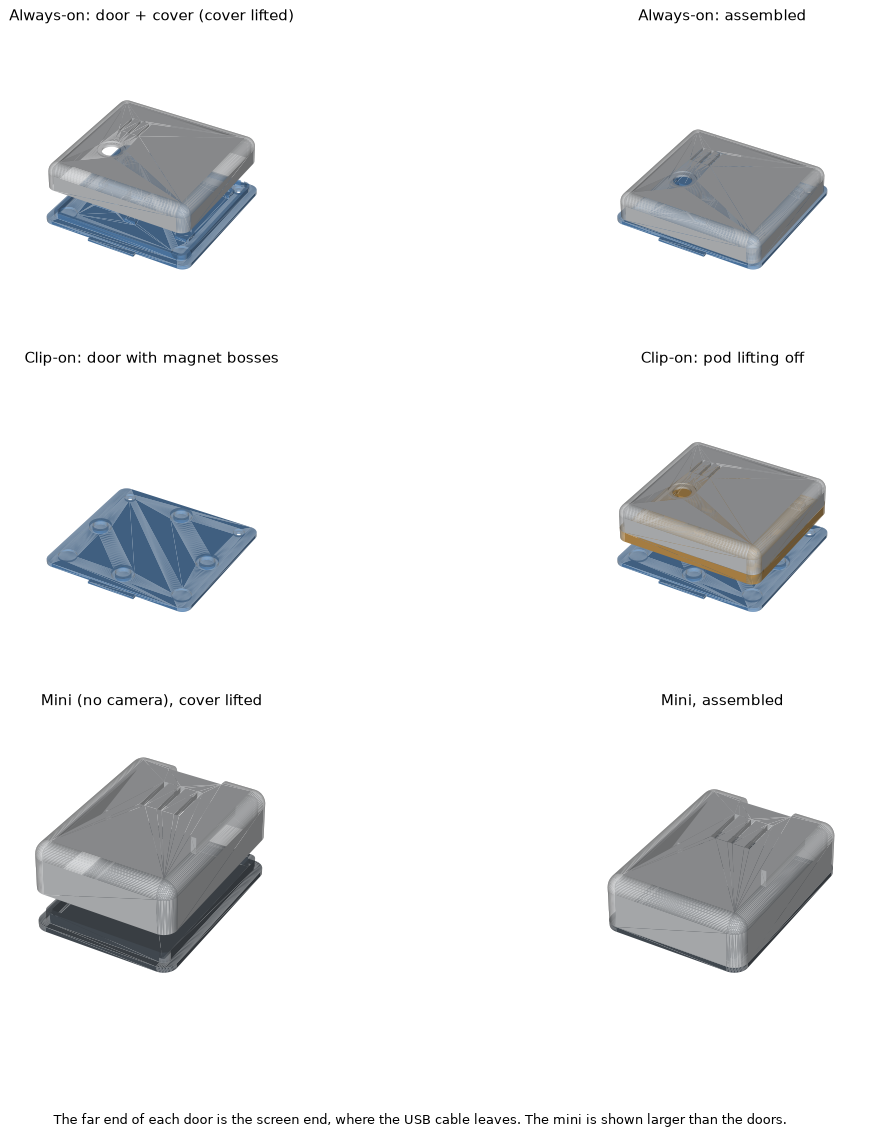 Always-on: door + cover (cover lifted)
Always-on: assembled
Clip-on: door with magnet bosses
Clip-on: pod lifting off
Mini (no camera), cover lifted
Mini, assembled
The far end of each door is the screen end, where the USB cable leaves. The mini is shown larger than the doors.